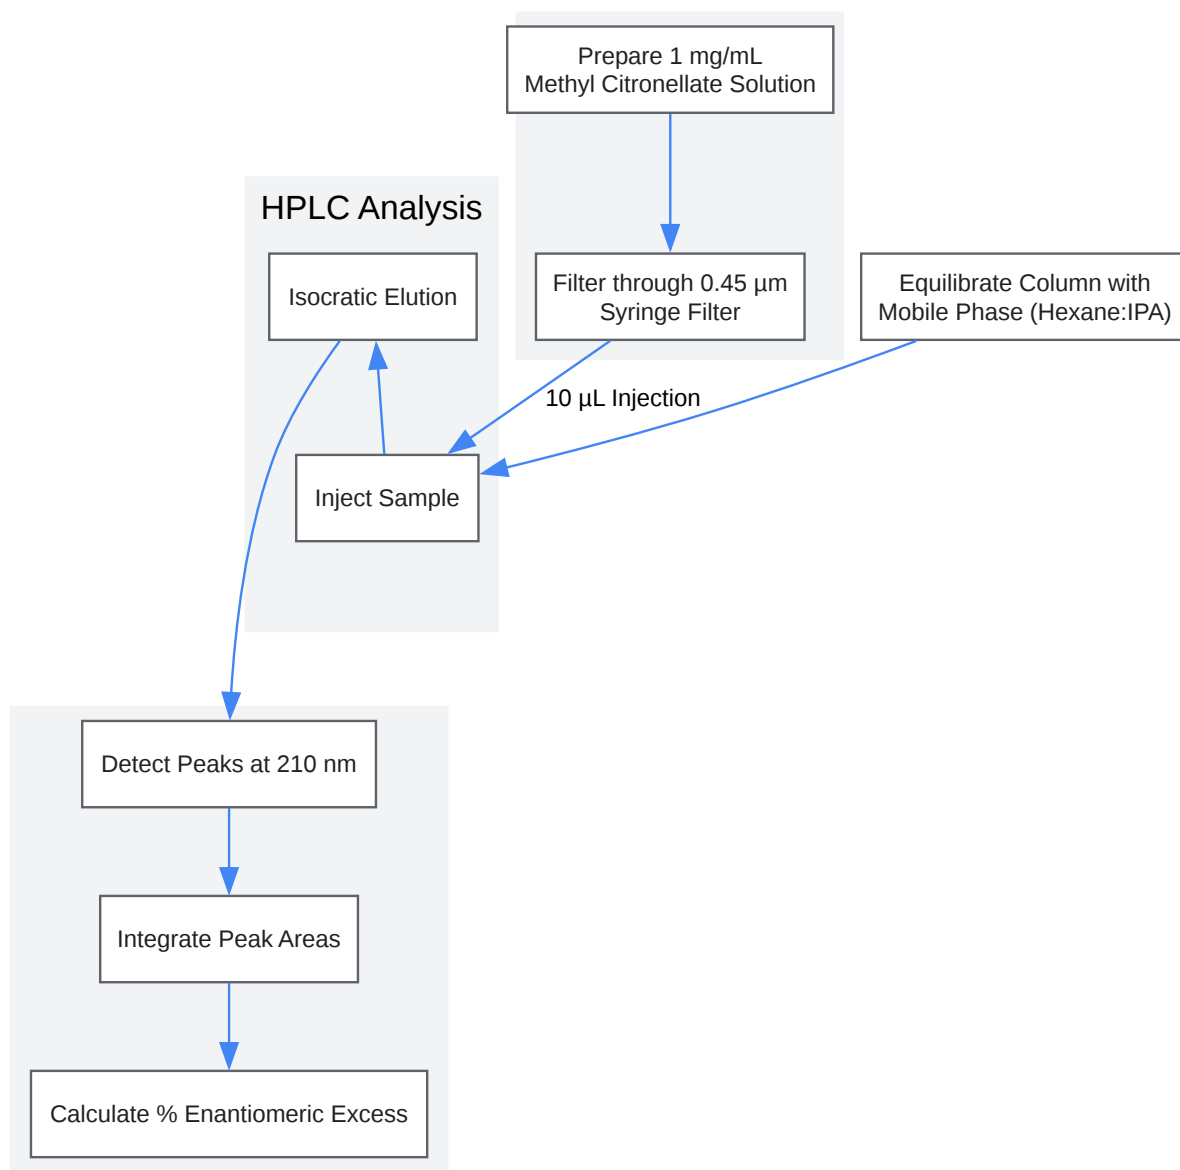 Prepare 1 mg/mL
Methyl Citronellate Solution
HPLC Analysis
Isocratic Elution
Filter through 0.45 µm
Syringe Filter
Equilibrate Column with
Mobile Phase (Hexane:IPA)
10 µL Injection
Inject Sample
Detect Peaks at 210 nm
Integrate Peak Areas
Calculate % Enantiomeric Excess